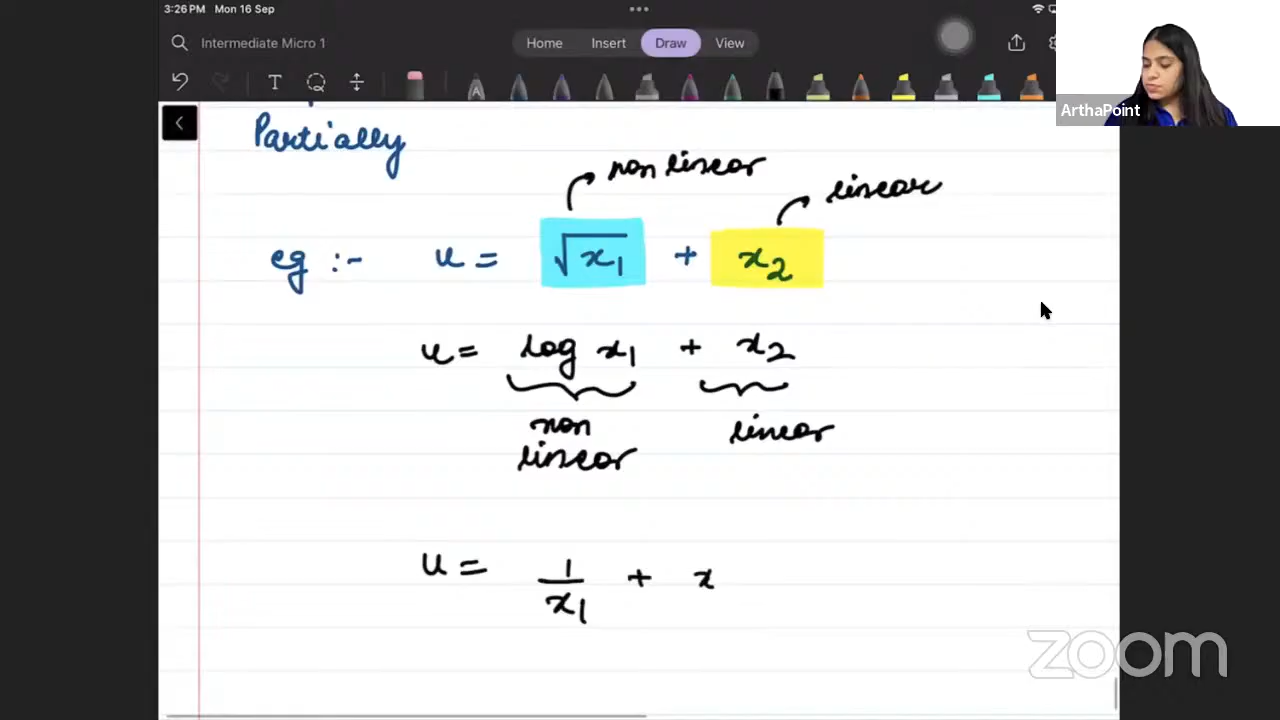 3:26 PM Mon 16 Sep
Intermediate Micro 1
Home Insert Draw View
ArthaPoint
Partially
non linear
linear
eg :- u = √x₁ + x₂
u = log x₁ + x₂
non linear
linear
u = 1/x₁ + x
zoom